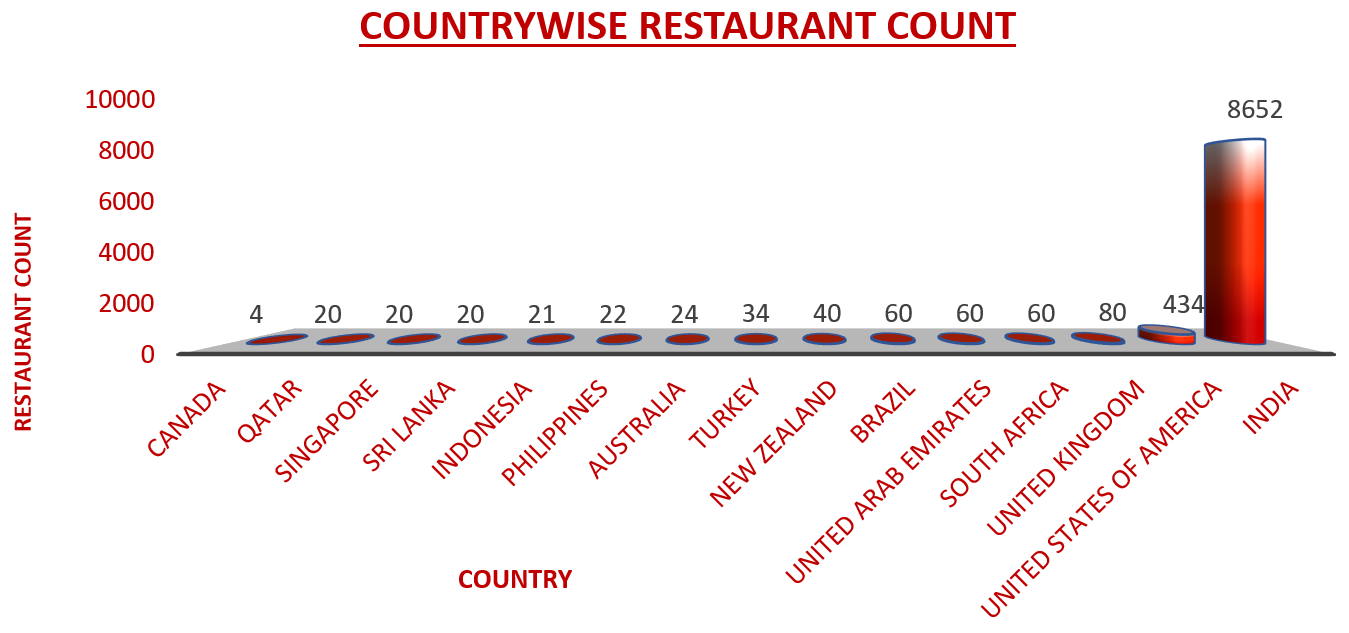 COUNTRYWISE RESTAURANT COUNT
RESTAURANT COUNT
10000
8000
6000
4000
2000
0
4
20
20
20
21
22
24
34
40
60
60
60
80
434
8652
CANADA
QATAR
SINGAPORE
SRI LANKA
INDONESIA
PHILIPPINES
AUSTRALIA
TURKEY
NEW ZEALAND
BRAZIL
UNITED ARAB EMIRATES
SOUTH AFRICA
UNITED KINGDOM
UNITED STATES OF AMERICA
INDIA
COUNTRY